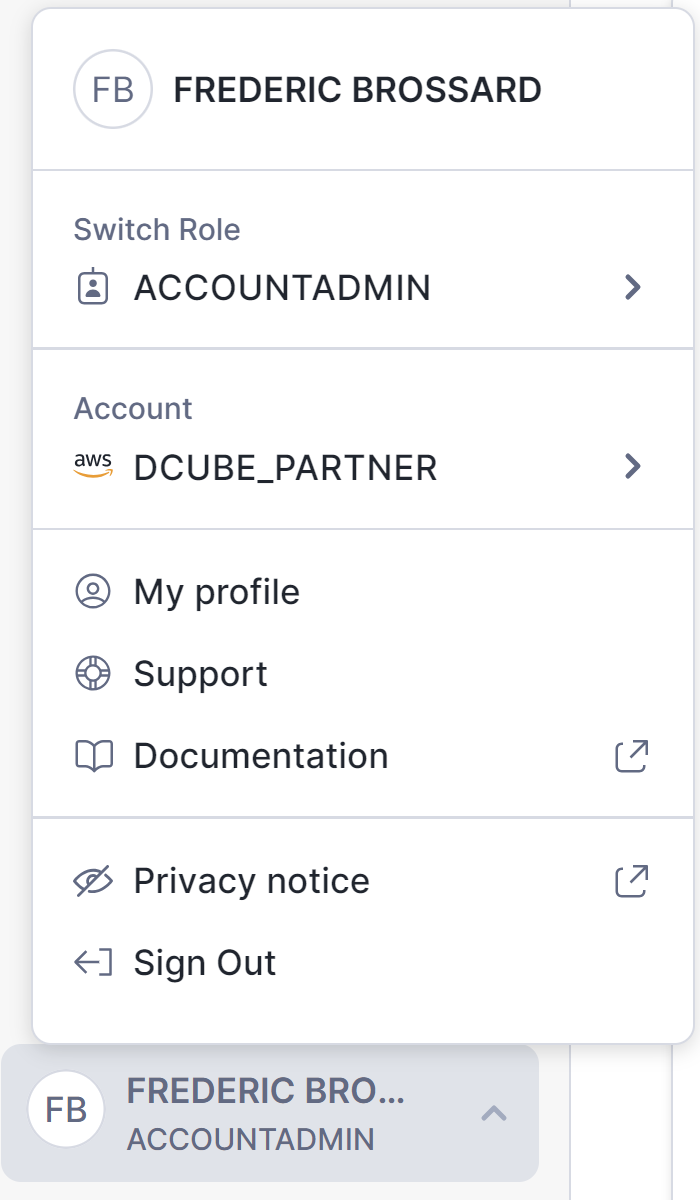 FB FREDERIC BROSSARD
Switch Role
ACCOUNTADMIN
Account
aws DCUBE_PARTNER
My profile
Support
Documentation
Privacy notice
Sign Out
FB FREDERIC BRO...
ACCOUNTADMIN